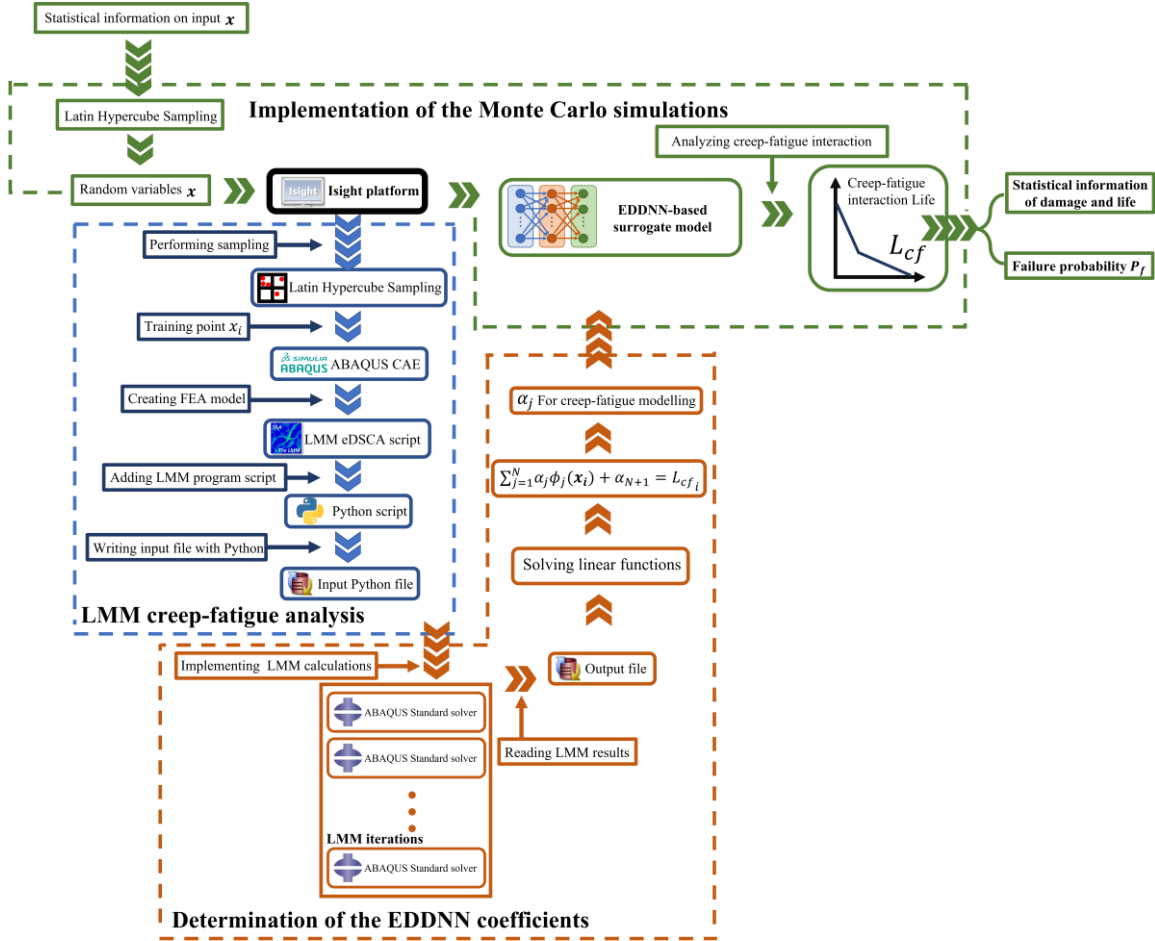 Statistical information on input x
Implementation of the Monte Carlo simulations
Latin Hypercube Sampling
Analyzing creep-fatigue interaction
Random variables x
Isight
Isight platform
EDDNN-based
surrogate model
Creep-fatigue
interaction Life
L_{cf}
Statistical information
of damage and life
Failure probability P_f
Performing sampling
Latin Hypercube Sampling
Training point x_i
SIMULIA
ABAQUS
ABAQUS CAE
Creating FEA model
LMM eDSCA script
Adding LMM program script
Python script
Writing input file with Python
Input Python file
LMM creep-fatigue analysis
α_j For creep-fatigue modelling
∑_{j=1}^{N} α_jϕ_j(x_i) + α_{N+1} = L_{cf_i}
Solving linear functions
Output file
Implementing LMM calculations
Reading LMM results
ABAQUS Standard solver
ABAQUS Standard solver
LMM iterations
ABAQUS Standard solver
Determination of the EDDNN coefficients